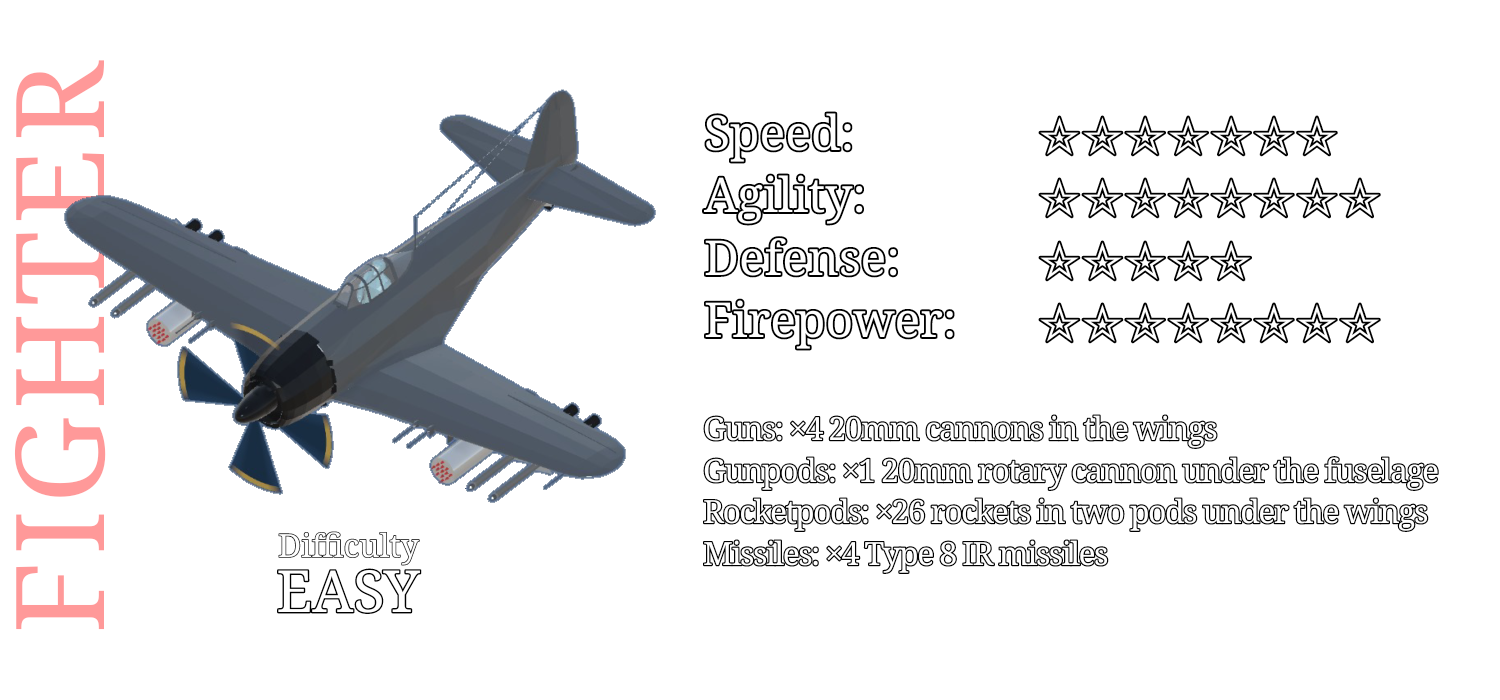 FIGHTER
Speed: ☆☆☆☆☆☆☆
Agility: ☆☆☆☆☆☆☆☆
Defense: ☆☆☆☆☆
Firepower: ☆☆☆☆☆☆☆☆
Guns: ×4 20mm cannons in the wings
Gunpods: ×1 20mm rotary cannon under the fuselage
Rocketpods: ×26 rockets in two pods under the wings
Missiles: ×4 Type 8 IR missiles
Difficulty
EASY